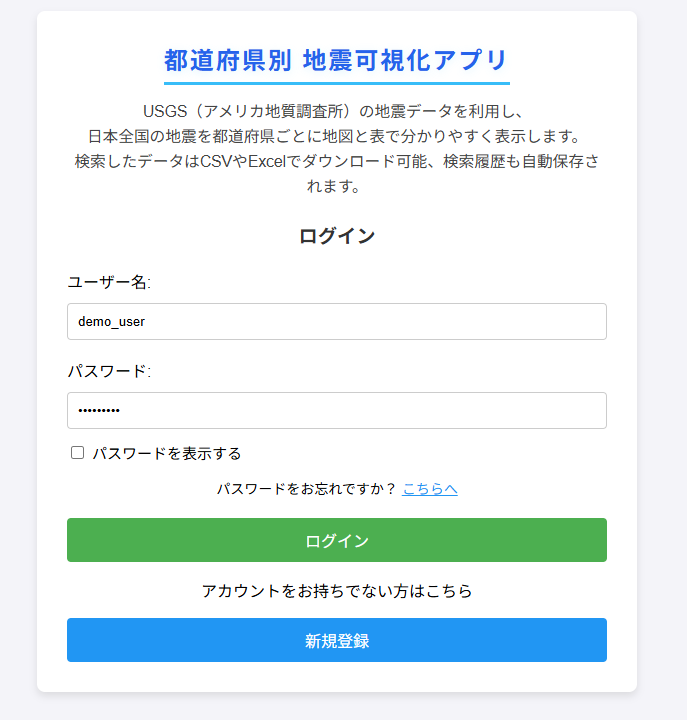 都道府県別 地震可視化アプリ
USGS（アメリカ地質調査所）の地震データを利用し、
日本全国の地震を都道府県ごとに地図と表で分かりやすく表示します。
検索したデータはCSVやExcelでダウンロード可能、検索履歴も自動保存さ
れます。
ログイン
ユーザー名:
demo_user
パスワード:
•••••••••
パスワードを表示する
パスワードをお忘れですか？ こちらへ
ログイン
アカウントをお持ちでない方はこちら
新規登録